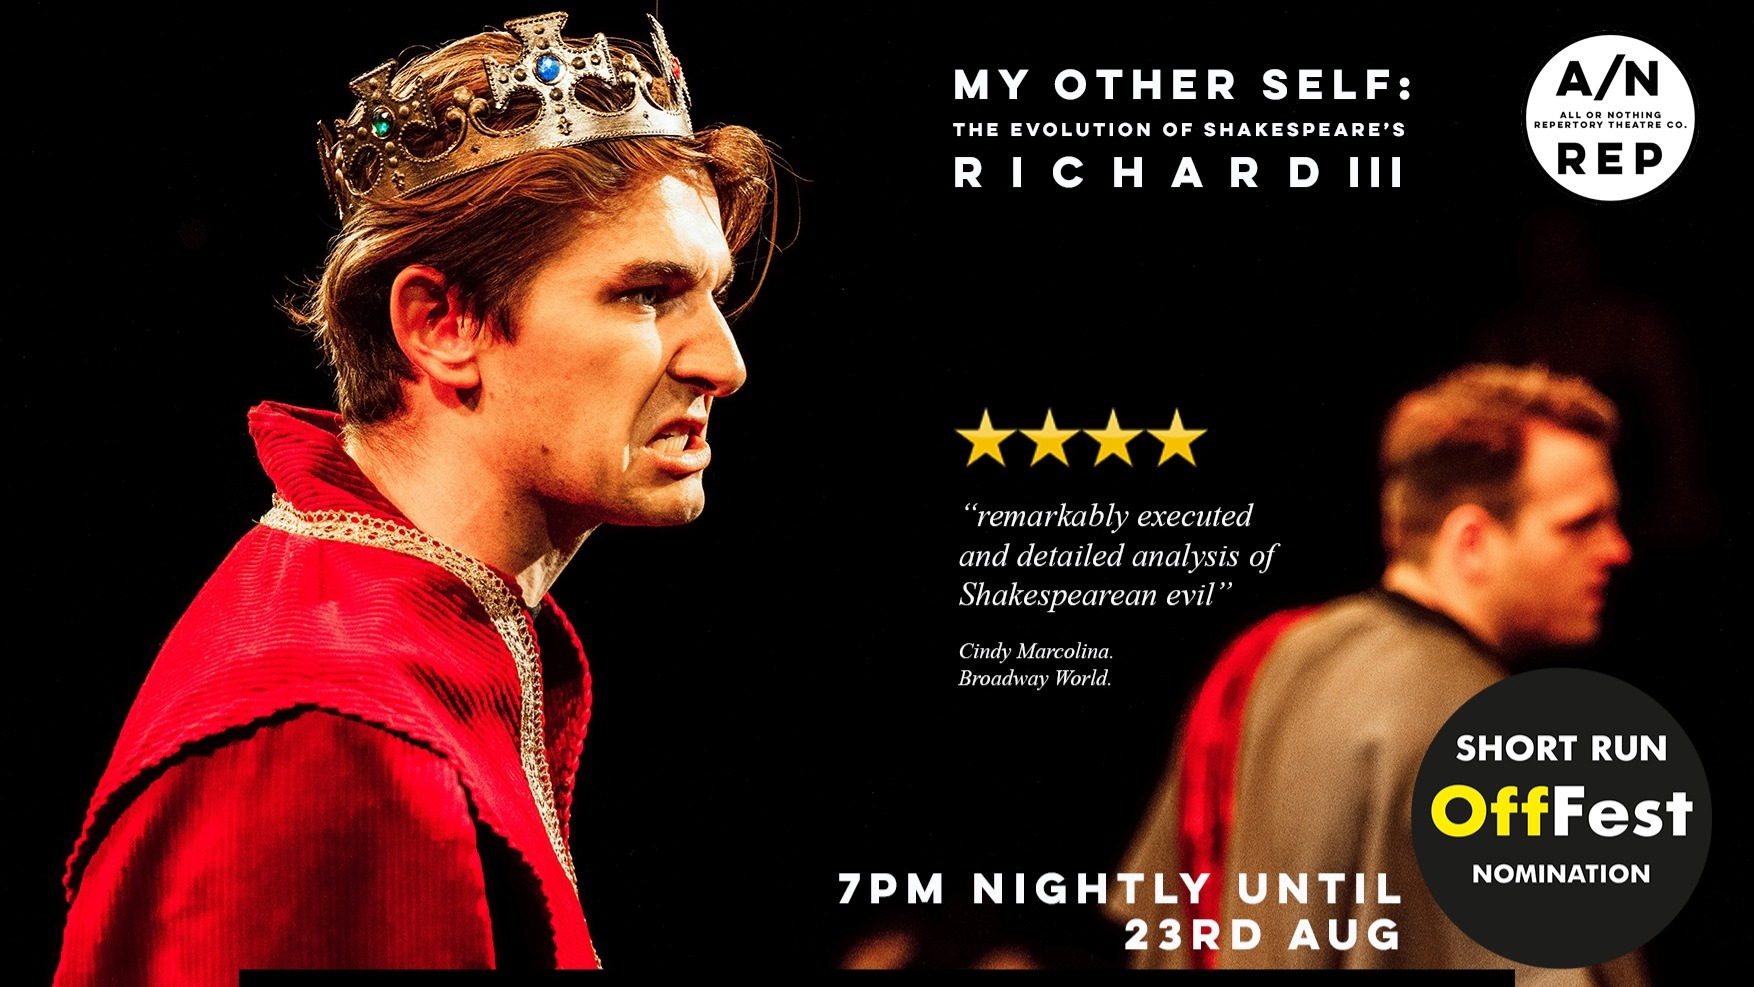 MY OTHER SELF:
THE EVOLUTION OF SHAKESPEARE'S
RICHARD III
A/N
ALL OR NOTHING
REPERTORY THEATRE CO.
REP
“remarkably executed
and detailed analysis of
Shakespearean evil”
Cindy Marcolina.
Broadway World.
SHORT RUN
OffFest
NOMINATION
7PM NIGHTLY UNTIL
23RD AUG